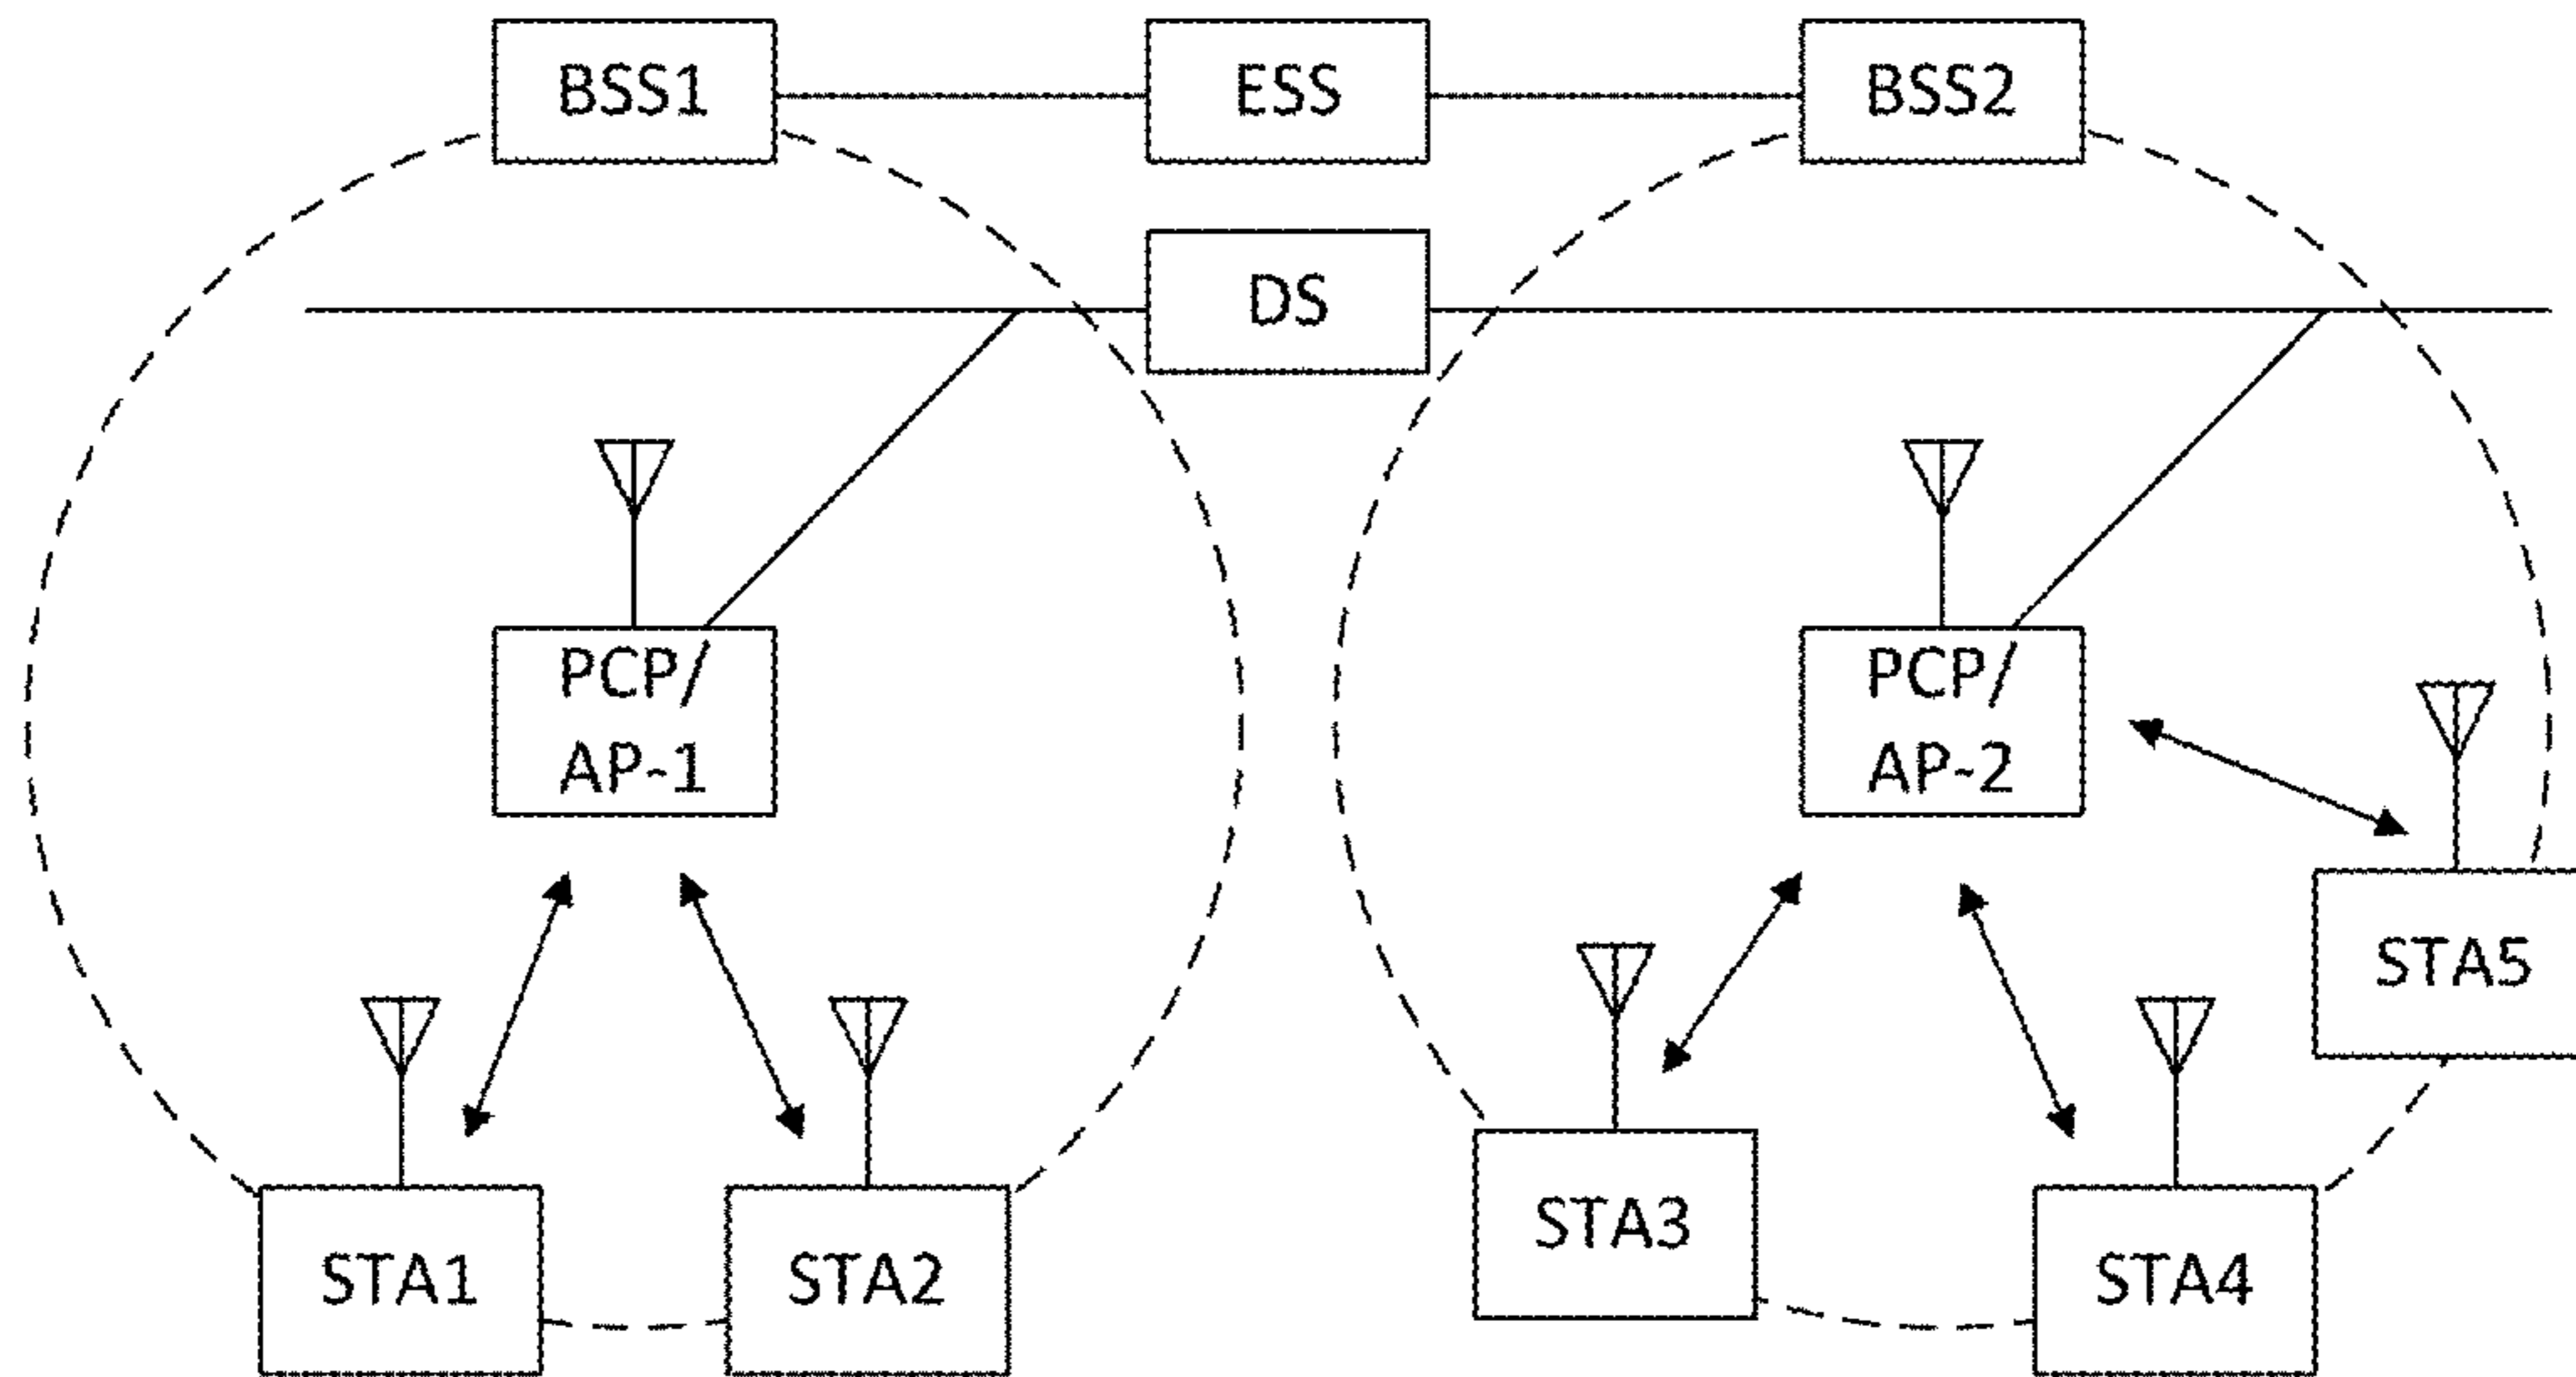 BSS1
ESS
BSS2
DS
PCP/
AP-1
PCP/
AP-2
STA5
STA3
STA1
STA2
STA4